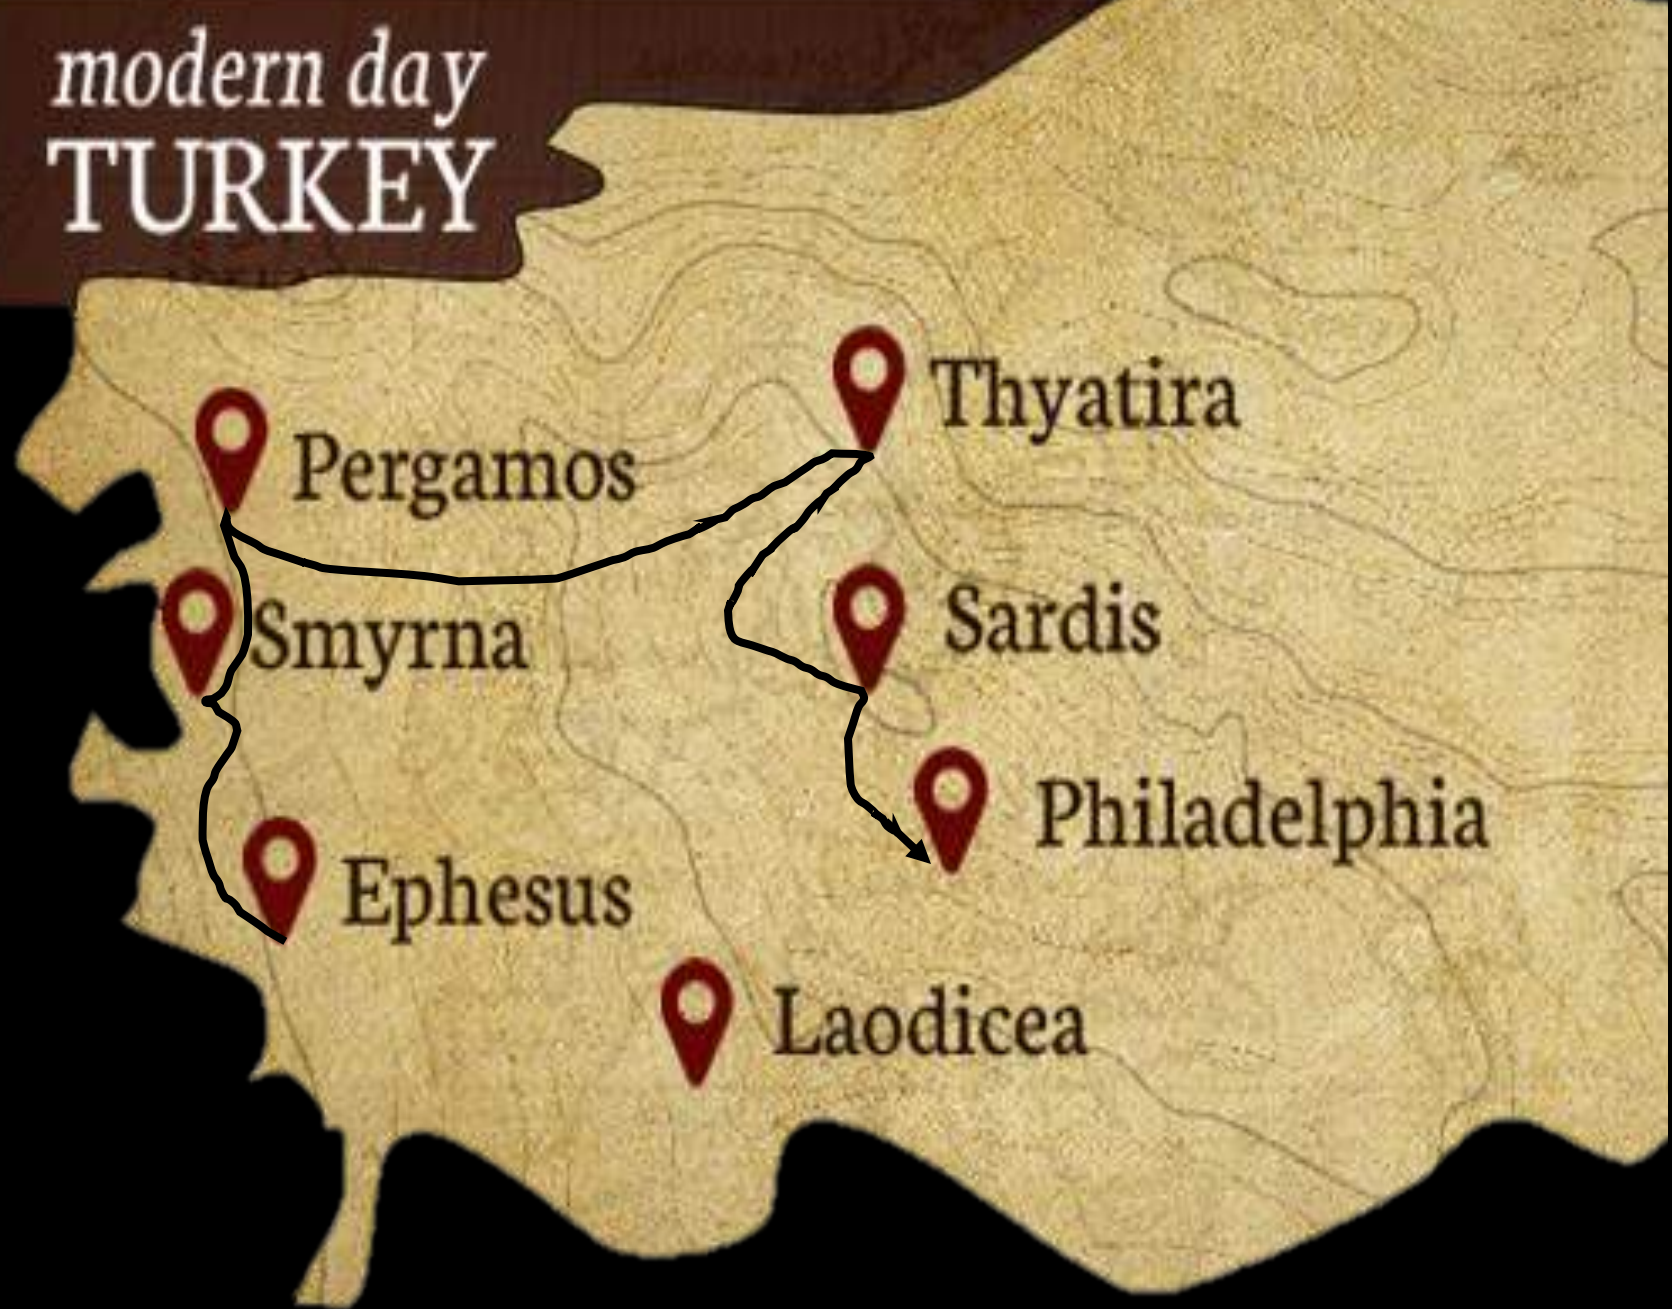 modern day
TURKEY
Thyatira
Pergamos
Sardis
Smyrna
Philadelphia
Ephesus
Laodicea